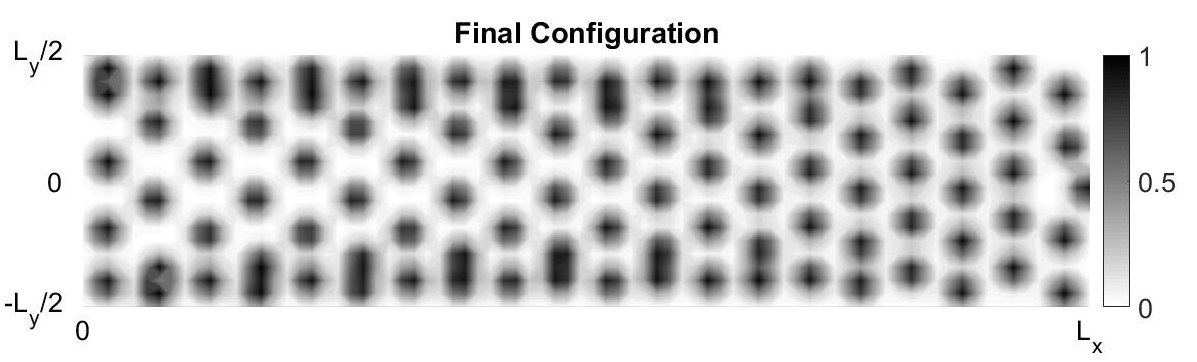 Final Configuration
L_y/2
0
-L_y/2
0
L_x
1
0.5
0